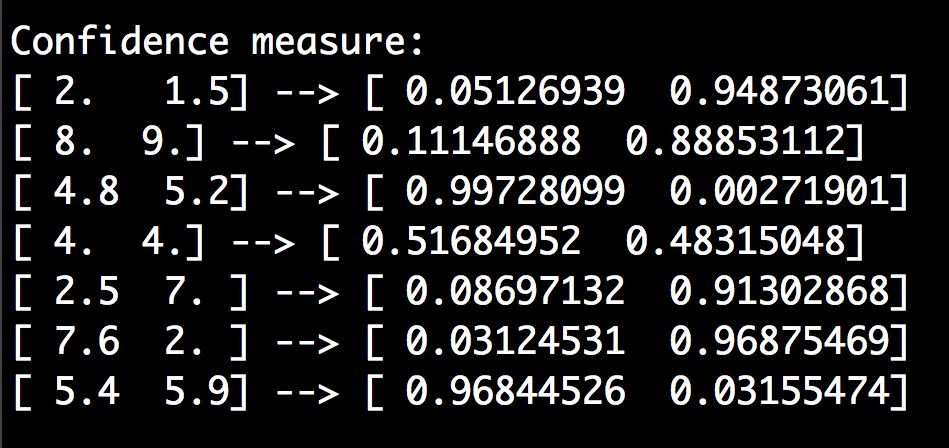 Confidence measure:
[ 2.   1.5] --> [ 0.05126939  0.94873061]
[ 8.  9.] --> [ 0.11146888  0.88853112]
[ 4.8  5.2] --> [ 0.99728099  0.00271901]
[ 4.  4.] --> [ 0.51684952  0.48315048]
[ 2.5  7. ] --> [ 0.08697132  0.91302868]
[ 7.6  2. ] --> [ 0.03124531  0.96875469]
[ 5.4  5.9] --> [ 0.96844526  0.03155474]